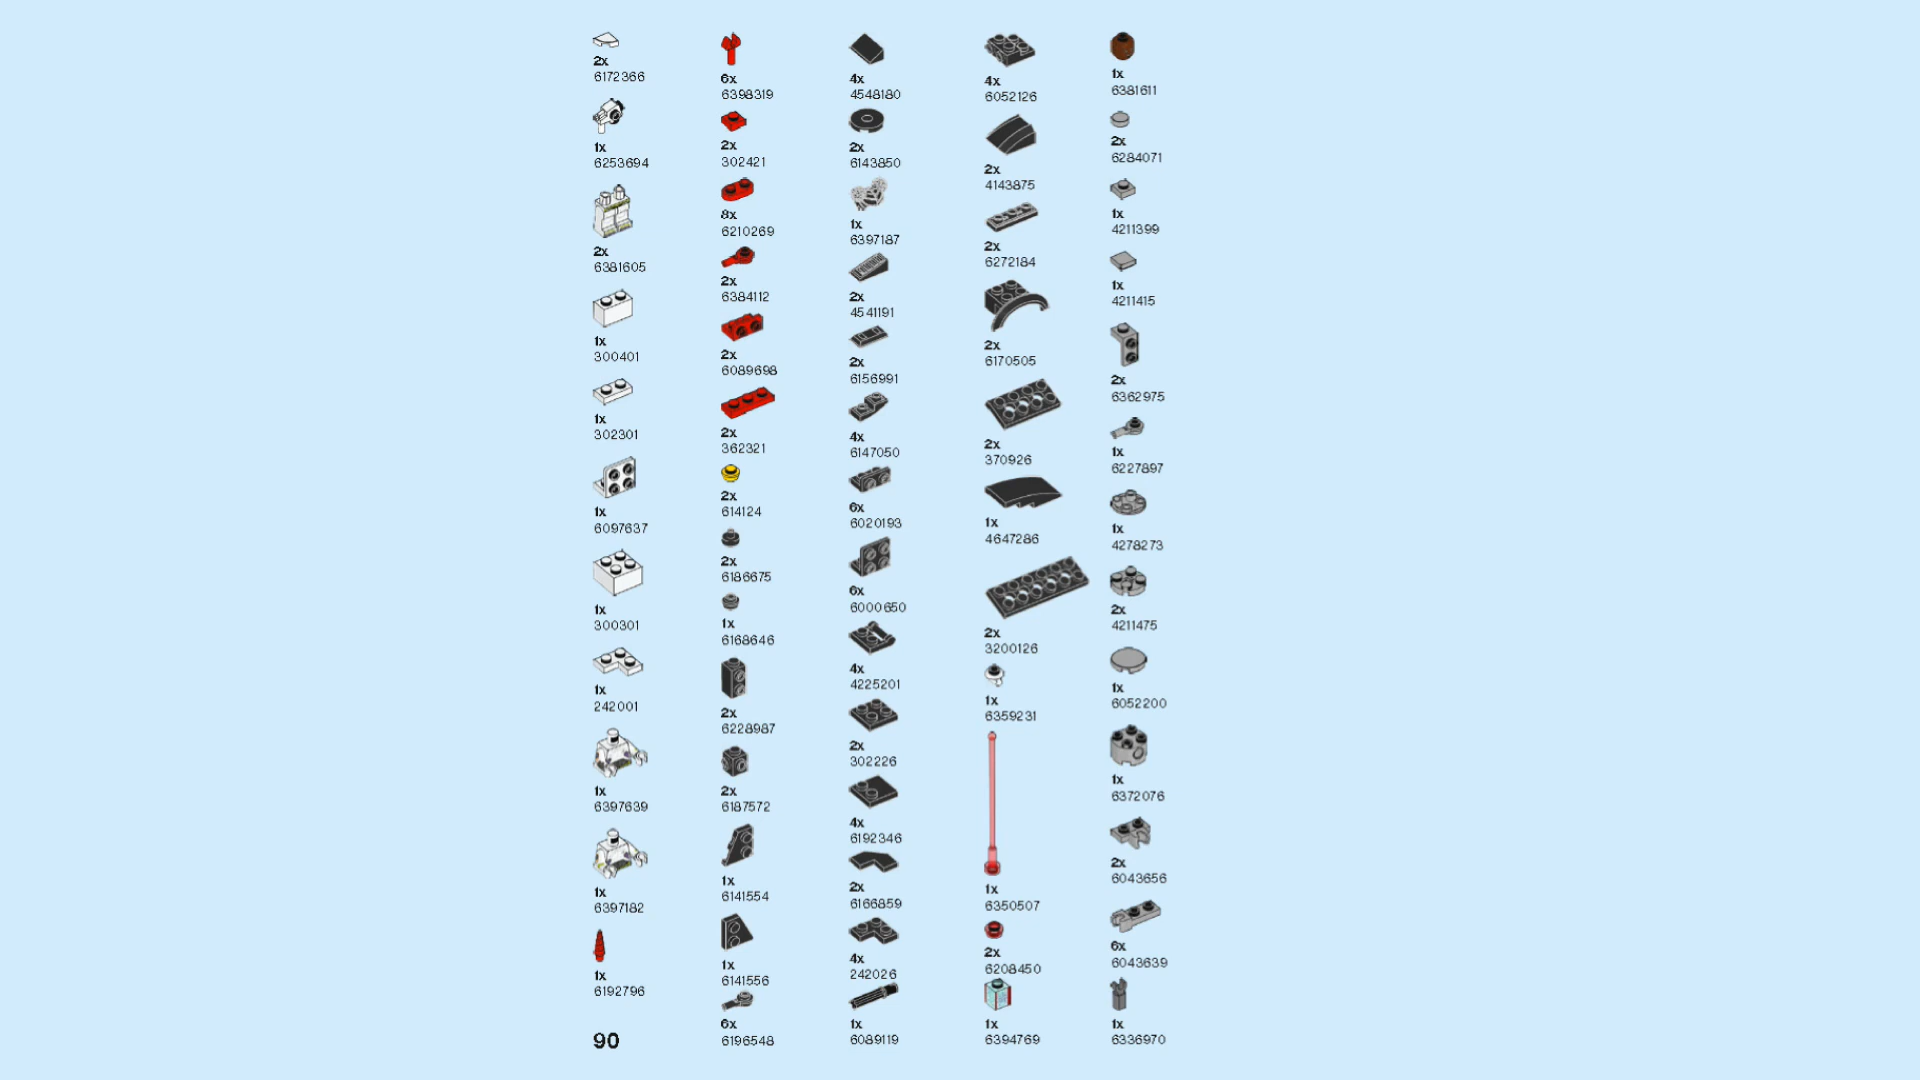 2x
6172366
1x
6253694
2x
6381605
1x
300401
1x
302301
1x
6097637
1x
300301
1x
242001
1x
6397639
1x
6397182
1x
6192796
90
6x
6398319
2x
302421
8x
6210269
2x
6384112
2x
6089698
2x
362321
2x
614124
2x
6186675
1x
6168646
2x
6228987
2x
6187572
1x
6141554
1x
6141556
6x
6196548
4x
4548180
2x
6143850
1x
6397187
2x
4541191
2x
6156991
4x
6147050
6x
6020193
6x
6000650
4x
4225201
2x
302226
4x
6192346
2x
6166859
4x
242026
1x
6089119
4x
6052126
2x
4143875
2x
6272184
2x
6170505
2x
370926
1x
4647286
2x
3200126
1x
6359231
1x
6350507
2x
6208450
1x
6394769
1x
6381611
2x
6284071
1x
4211399
1x
4211415
2x
6362975
1x
6227897
1x
4278273
2x
4211475
1x
6052200
1x
6372076
2x
6043656
6x
6043639
1x
6336970